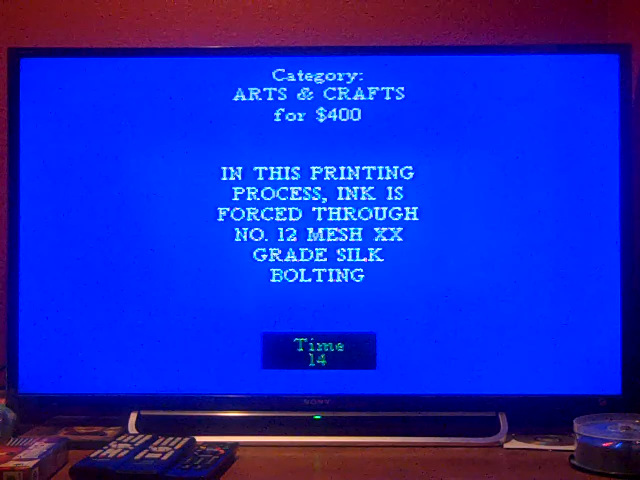 Category:
ARTS & CRAFTS
for $400
IN THIS PRINTING
PROCESS, INK IS
FORCED THROUGH
NO. 12 MESH XX
GRADE SILK
BOLTING
Time
14
SONY